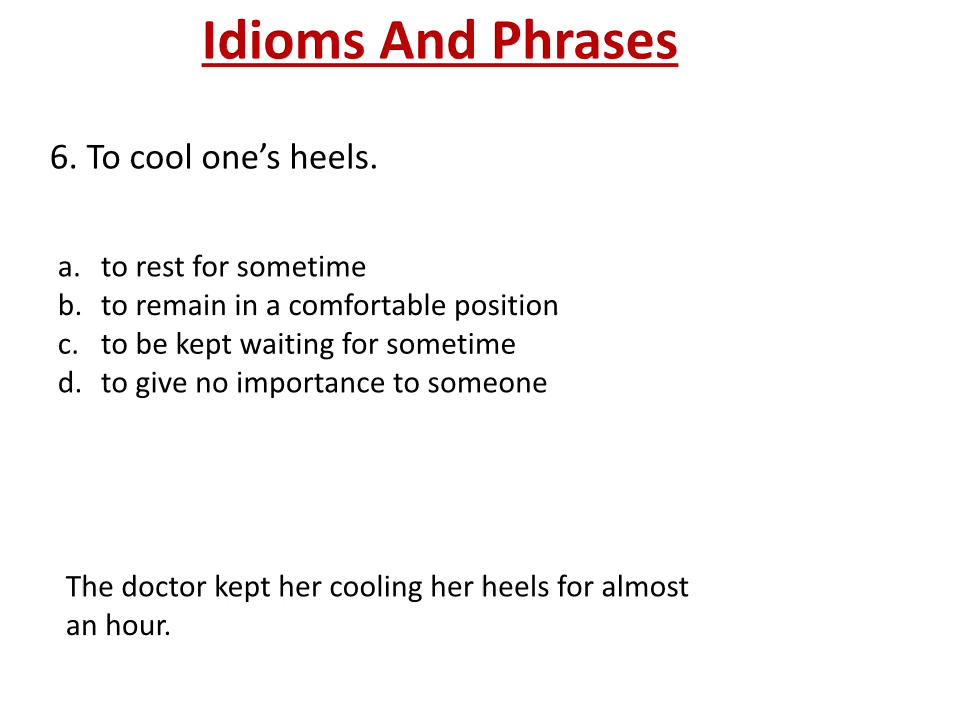 Idioms And Phrases
6. To cool one’s heels.
a. to rest for sometime
b. to remain in a comfortable position
c. to be kept waiting for sometime
d. to give no importance to someone
The doctor kept her cooling her heels for almost
an hour.